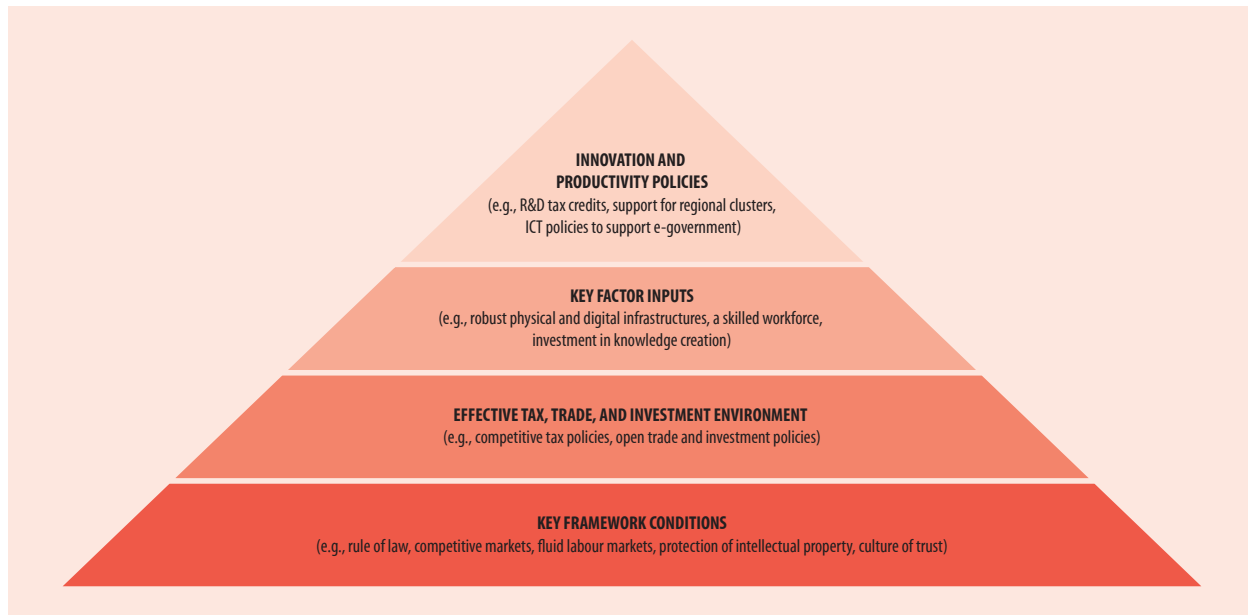 INNOVATION AND
PRODUCTIVITY POLICIES
(e.g., R&D tax credits, support for regional clusters,
ICT policies to support e-government)
KEY FACTOR INPUTS
(e.g., robust physical and digital infrastructures, a skilled workforce,
investment in knowledge creation)
EFFECTIVE TAX, TRADE, AND INVESTMENT ENVIRONMENT
(e.g., competitive tax policies, open trade and investment policies)
KEY FRAMEWORK CONDITIONS
(e.g., rule of law, competitive markets, fluid labour markets, protection of intellectual property, culture of trust)